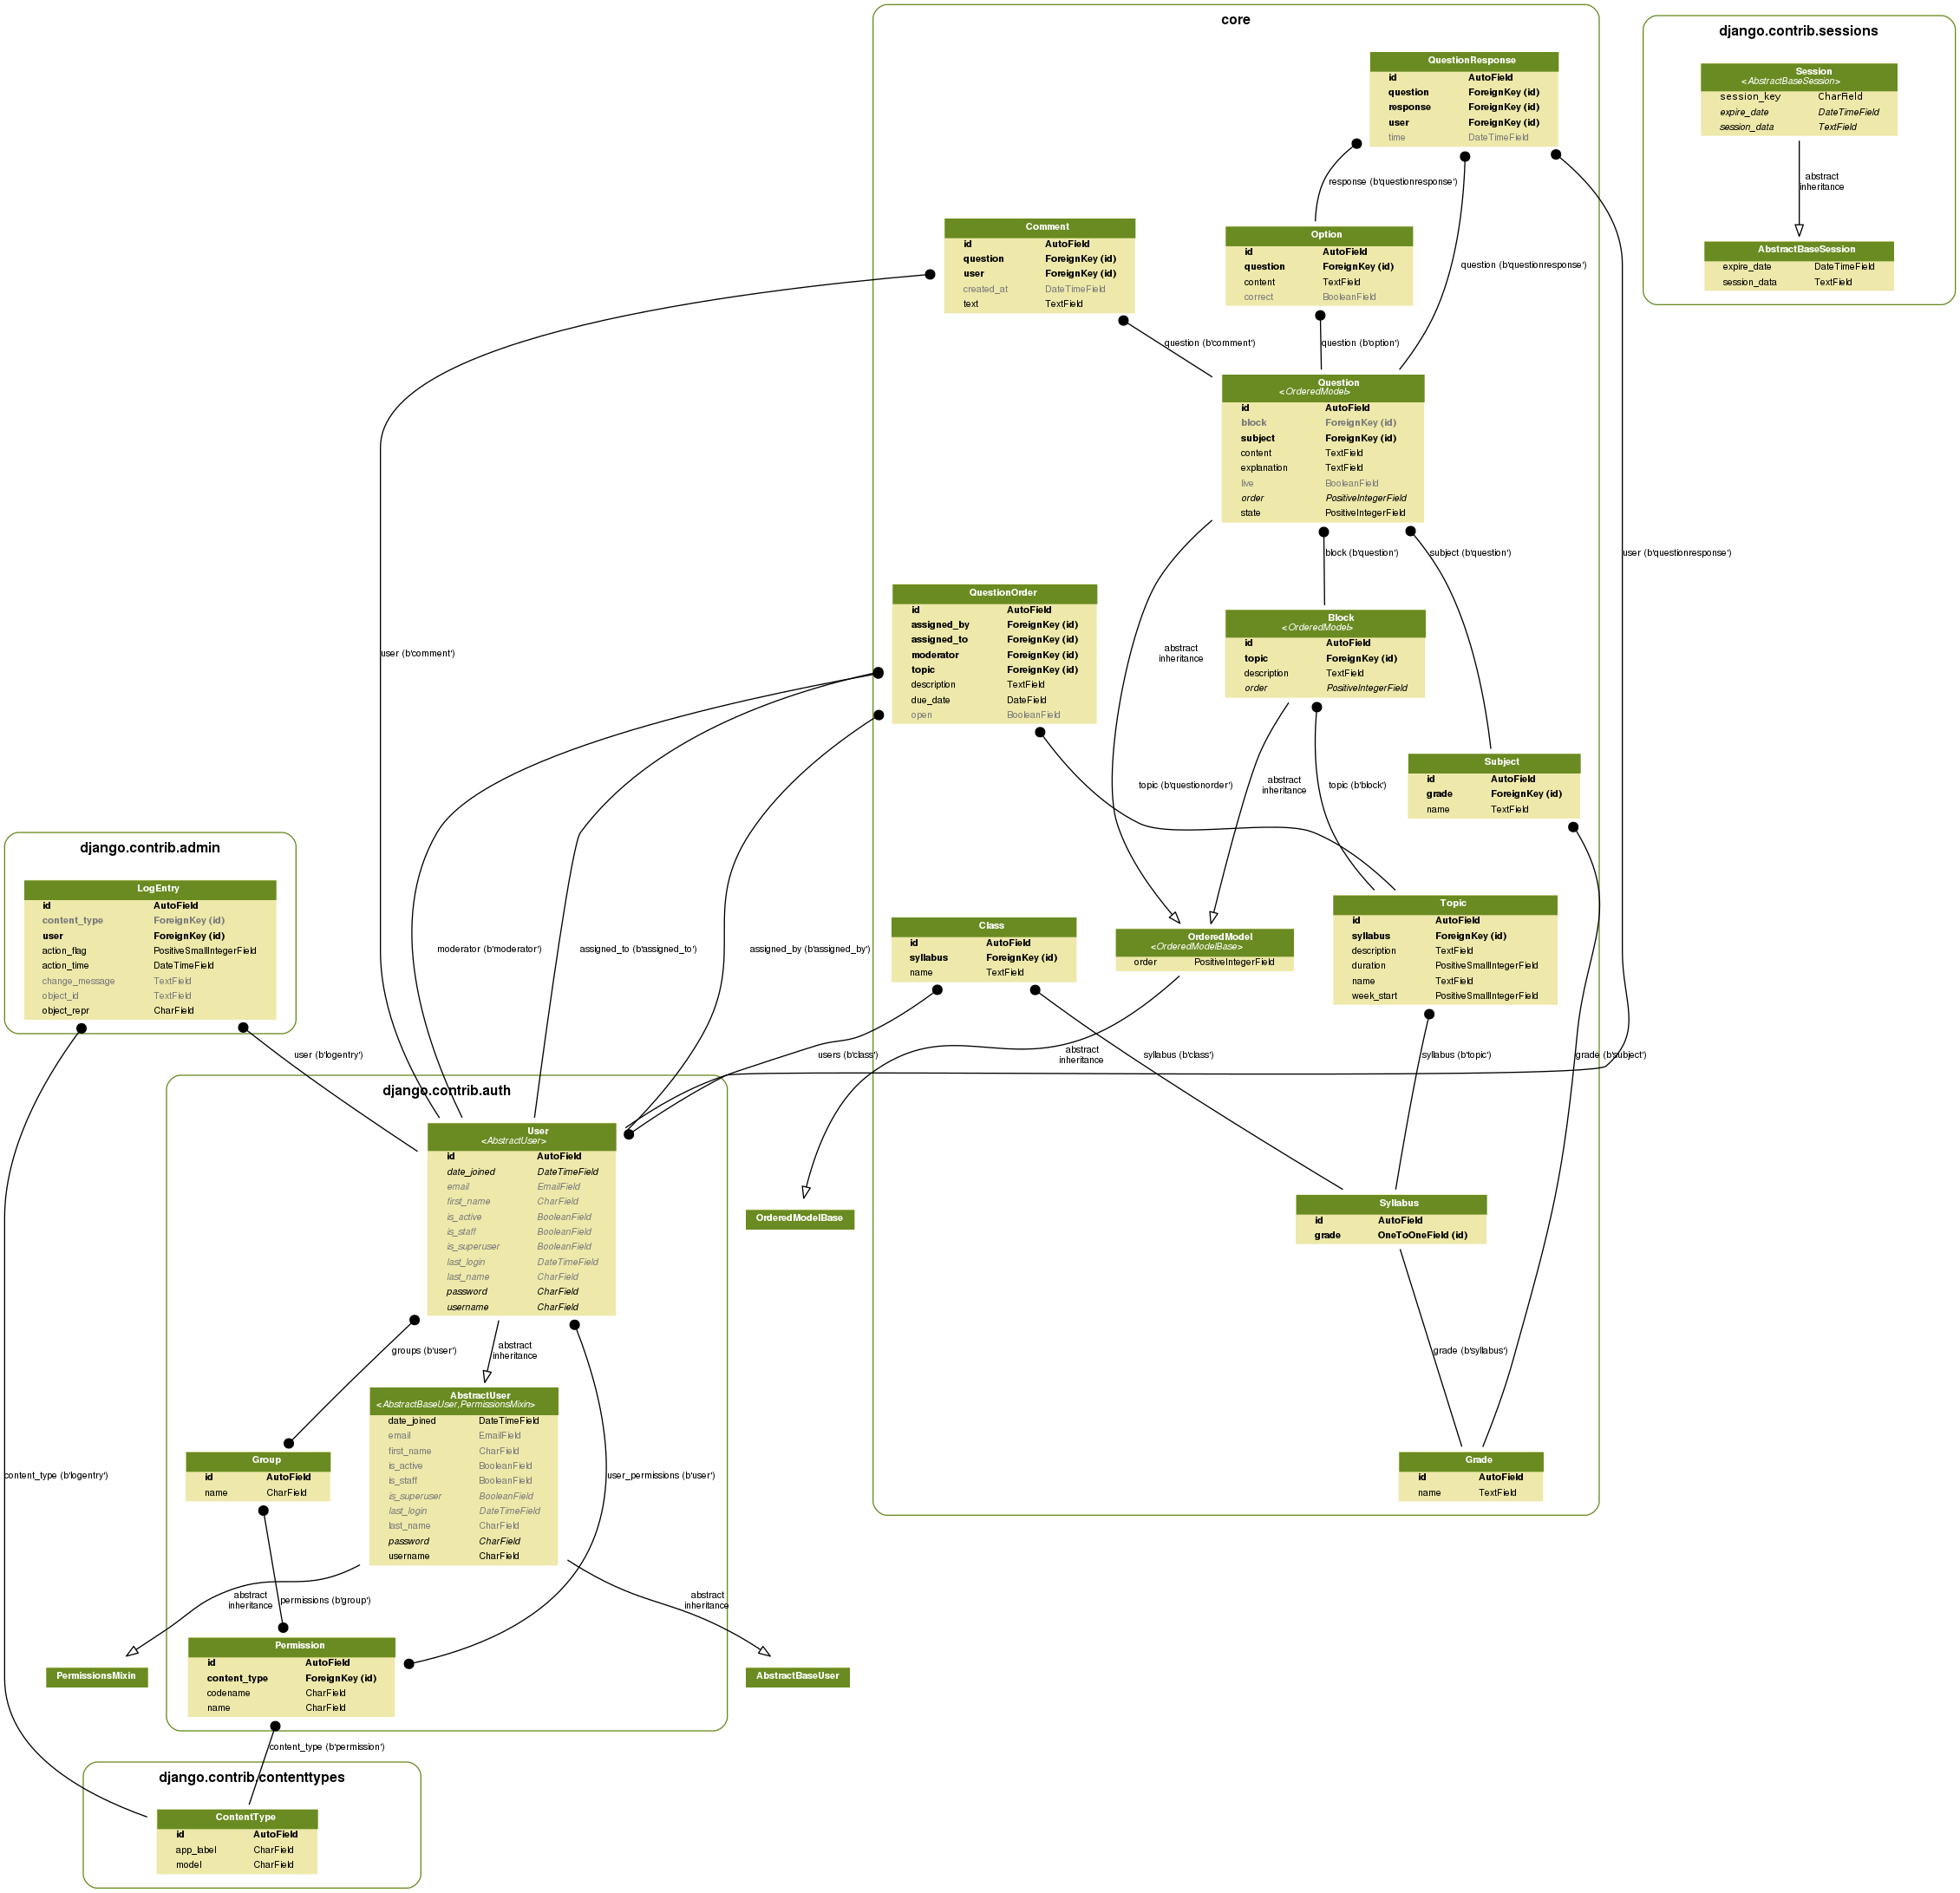 core
QuestionResponse
id AutoField
question ForeignKey (id)
response ForeignKey (id)
user ForeignKey (id)
time DateTimeField
django.contrib.sessions
Session
<AbstractBaseSession>
session_key CharField
expire_date DateTimeField
session_data TextField
abstract
inheritance
AbstractBaseSession
expire_date DateTimeField
session_data TextField
response (b'questionresponse')
question (b'questionresponse')
Comment
id AutoField
question ForeignKey (id)
user ForeignKey (id)
created_at DateTimeField
text TextField
Option
id AutoField
question ForeignKey (id)
content TextField
correct BooleanField
question (b'comment')
question (b'option')
Question
<OrderedModel>
id AutoField
block ForeignKey (id)
subject ForeignKey (id)
content TextField
explanation TextField
live BooleanField
order PositiveIntegerField
state PositiveIntegerField
block (b'question')
subject (b'question')
user (b'questionresponse')
user (b'comment')
abstract
inheritance
QuestionOrder
id AutoField
assigned_by ForeignKey (id)
assigned_to ForeignKey (id)
moderator ForeignKey (id)
topic ForeignKey (id)
description TextField
due_date DateField
open BooleanField
Block
<OrderedModel>
id AutoField
topic ForeignKey (id)
description TextField
order PositiveIntegerField
topic (b'questionorder')
abstract
inheritance
topic (b'block')
Subject
id AutoField
grade ForeignKey (id)
name TextField
django.contrib.admin
LogEntry
id AutoField
content_type ForeignKey (id)
user ForeignKey (id)
action_flag PositiveSmallIntegerField
action_time DateTimeField
change_message TextField
object_id TextField
object_repr CharField
moderator (b'moderator')
assigned_to (b'assigned_to')
assigned_by (b'assigned_by')
Class
id AutoField
syllabus ForeignKey (id)
name TextField
OrderedModel
<OrderedModelBase>
order PositiveIntegerField
Topic
id AutoField
syllabus ForeignKey (id)
description TextField
duration PositiveSmallIntegerField
name TextField
week_start PositiveSmallIntegerField
user (b'logentry')
users (b'class')
abstract
inheritance
syllabus (b'class')
syllabus (b'topic')
grade (b'subject')
django.contrib.auth
User
<AbstractUser>
id AutoField
date_joined DateTimeField
email EmailField
first_name CharField
is_active BooleanField
is_staff BooleanField
is_superuser BooleanField
last_login DateTimeField
last_name CharField
password CharField
username CharField
OrderedModelBase
Syllabus
id AutoField
grade OneToOneField (id)
groups (b'user')
abstract
inheritance
grade (b'syllabus')
AbstractUser
<AbstractBaseUser,PermissionsMixin>
date_joined DateTimeField
email EmailField
first_name CharField
is_active BooleanField
is_staff BooleanField
is_superuser BooleanField
last_login DateTimeField
last_name CharField
password CharField
username CharField
Group
id AutoField
name CharField
content_type (b'logentry')
user_permissions (b'user')
Grade
id AutoField
name TextField
abstract
inheritance
permissions (b'group')
abstract
inheritance
PermissionsMixin
Permission
id AutoField
content_type ForeignKey (id)
codename CharField
name CharField
AbstractBaseUser
content_type (b'permission')
django.contrib.contenttypes
ContentType
id AutoField
app_label CharField
model CharField